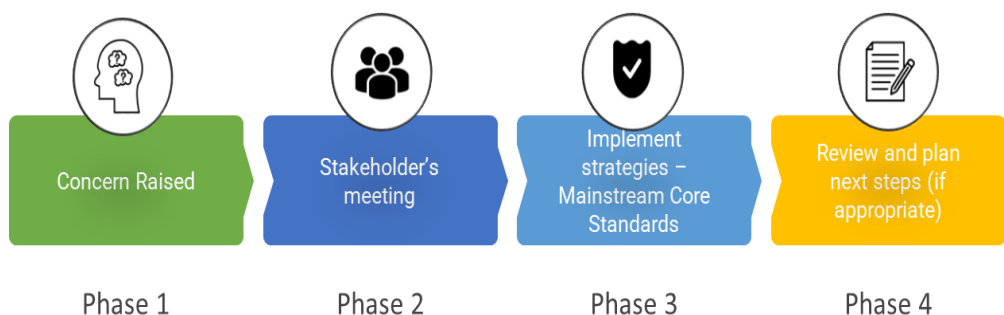 Concern Raised
Stakeholder's
meeting
Implement
strategies –
Mainstream Core
Standards
Review and plan
next steps (if
appropriate)
Phase 1
Phase 2
Phase 3
Phase 4